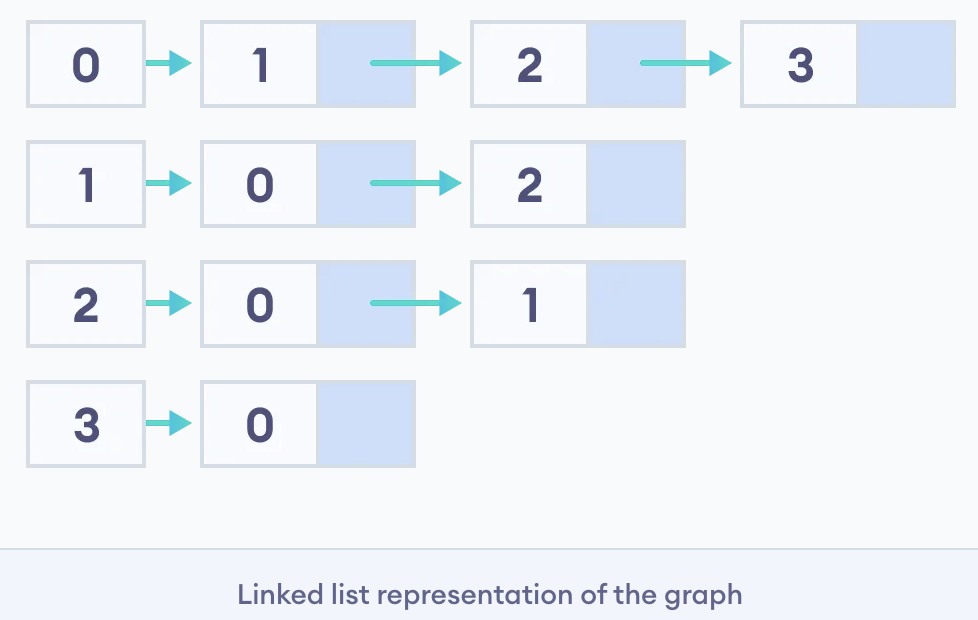 0 1 2 3
1 0 2
2 0 1
3 0
Linked list representation of the graph